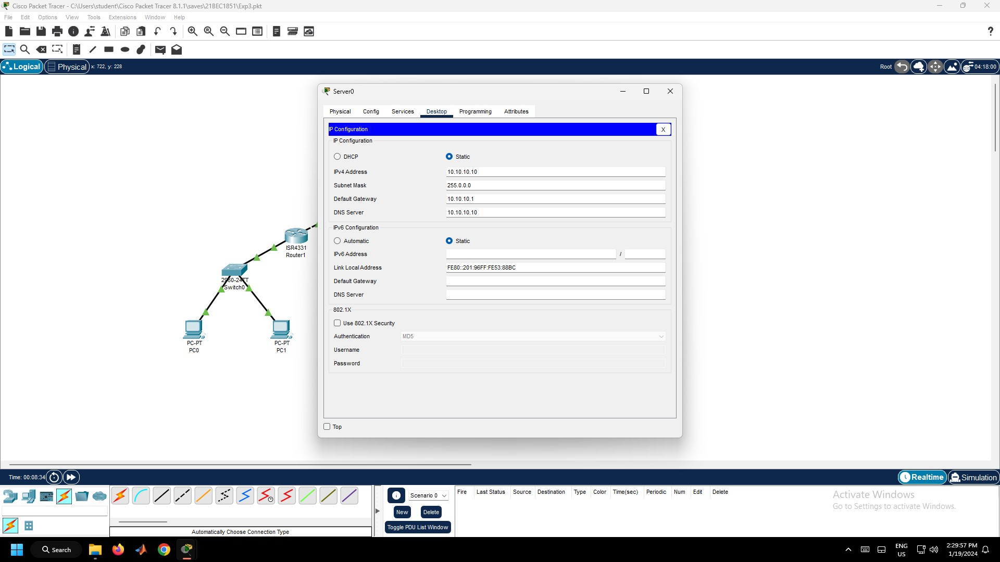 Cisco Packet Tracer - C:\Users\student\Cisco Packet Tracer 8.1.1\saves\21BEC1851\Exp3.pkt
File Edit Options View Tools Extensions Window Help
?
Logical Physical x: 722, y: 228 Root 04:18:00
Server0
Physical Config Services Desktop Programming Attributes
IP Configuration X
IP Configuration
DHCP Static
IPv4 Address 10.10.10.10
Subnet Mask 255.0.0.0
Default Gateway 10.10.10.1
DNS Server 10.10.10.10
IPv6 Configuration
Automatic Static
IPv6 Address /
Link Local Address FE80::201:96FF:FE53:88BC
Default Gateway
DNS Server
802.1X
Use 802.1X Security
Authentication MD5
Username
Password
Top
ISR4331
Router1
2960-24TT
Switch0
PC-PT
PC0
PC-PT
PC1
Time: 00:08:34 Realtime Simulation
Scenario 0
New Delete
Toggle PDU List Window
Fire Last Status Source Destination Type Color Time(sec) Periodic Num Edit Delete
Automatically Choose Connection Type
Activate Windows
Go to Settings to activate Windows.
Search
ENG
US
2:29:57 PM
1/19/2024